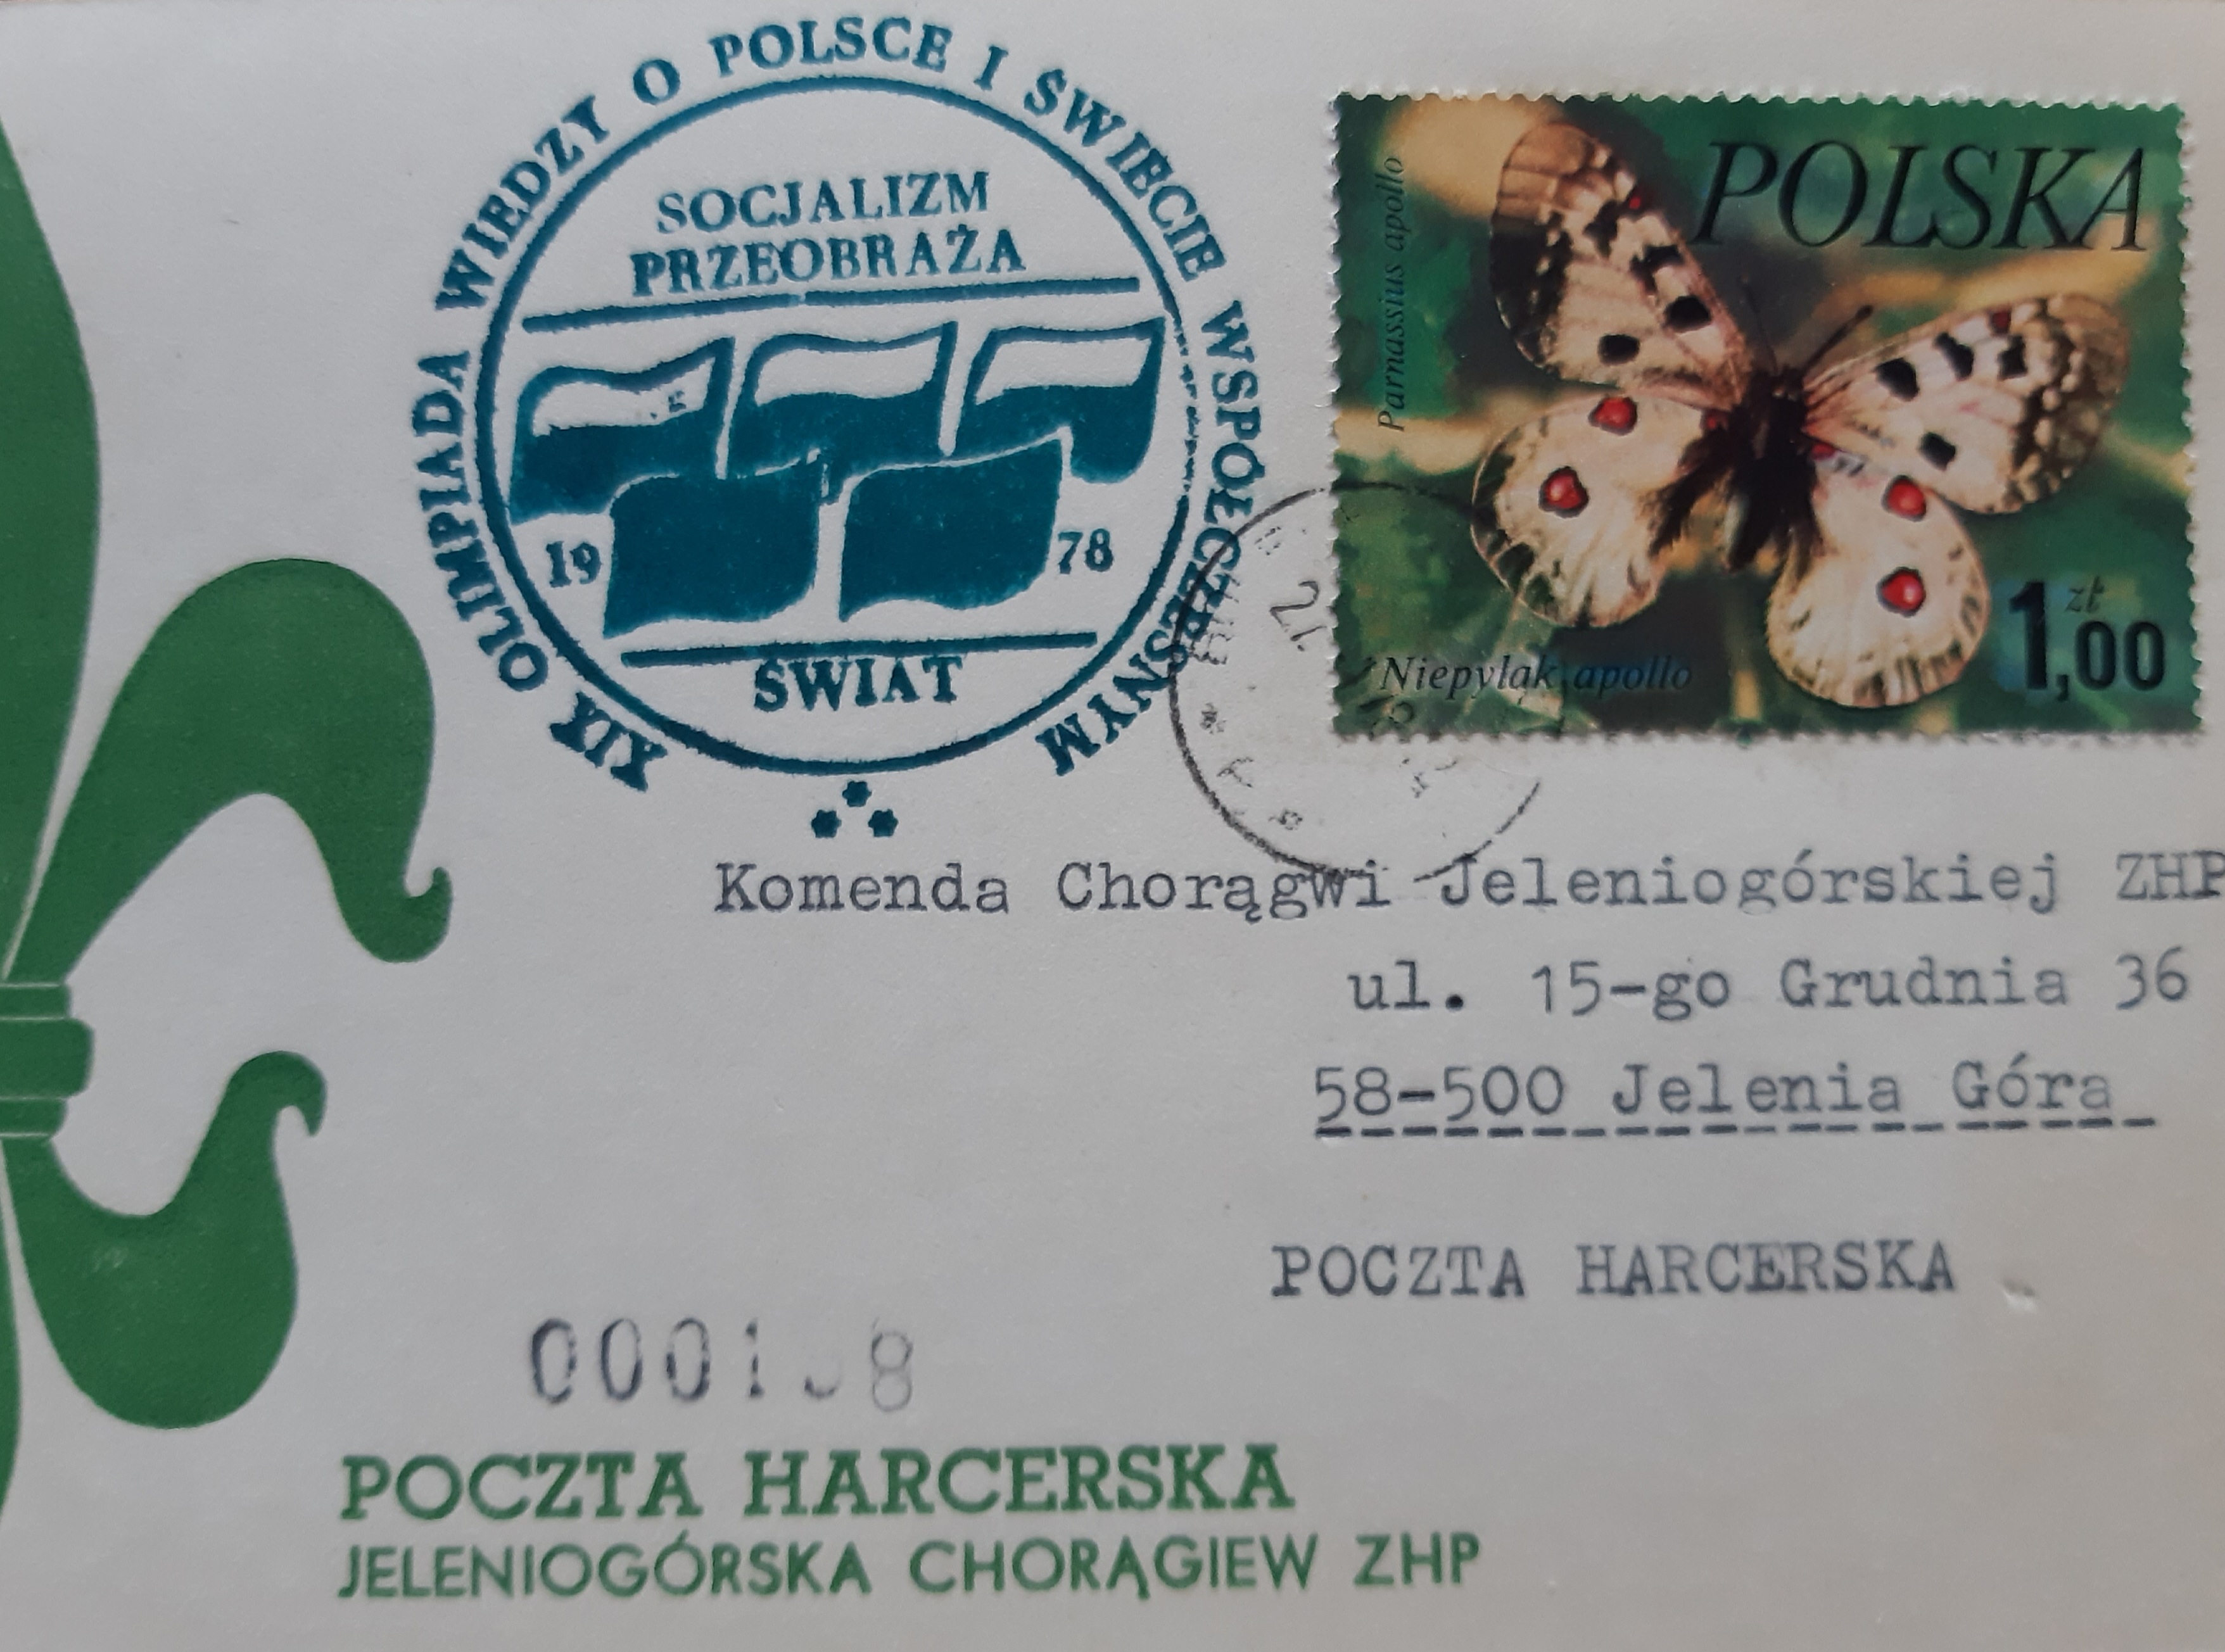 XIX OLIMPIADA WIEDZY O POLSCE I ŚWIECIE WSPÓŁCZESNYM
SOCJALIZM
PRZEOBRAŻA
19 78
ŚWIAT
POLSKA
Parnassius apollo
Niepylak apollo
1,00 zł
Komenda Chorągwi Jeleniogórskiej ZHP
ul. 15-go Grudnia 36
58-500 Jelenia Góra
POCZTA HARCERSKA
POCZTA HARCERSKA
JELENIOGÓRSKA CHORĄGIEW ZHP